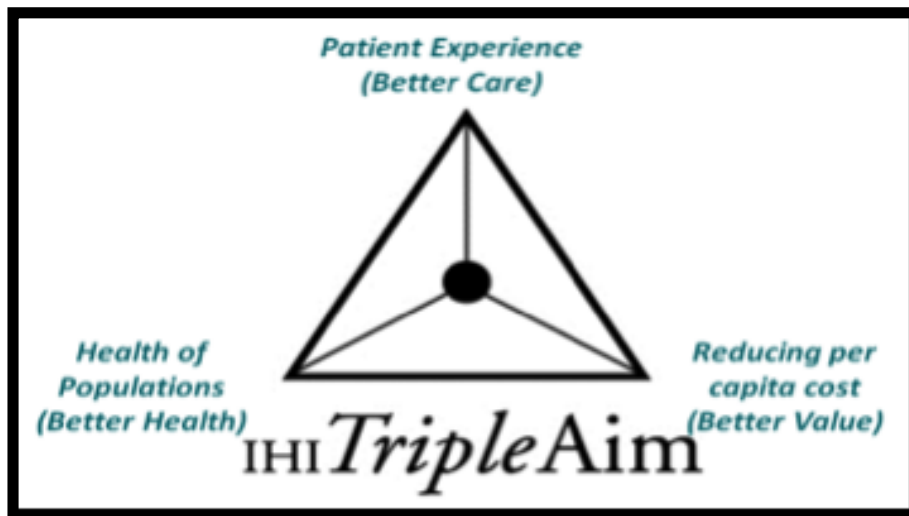 Patient Experience
(Better Care)
Health of
Populations
(Better Health)
Reducing per
capita cost
(Better Value)
IHI Triple Aim